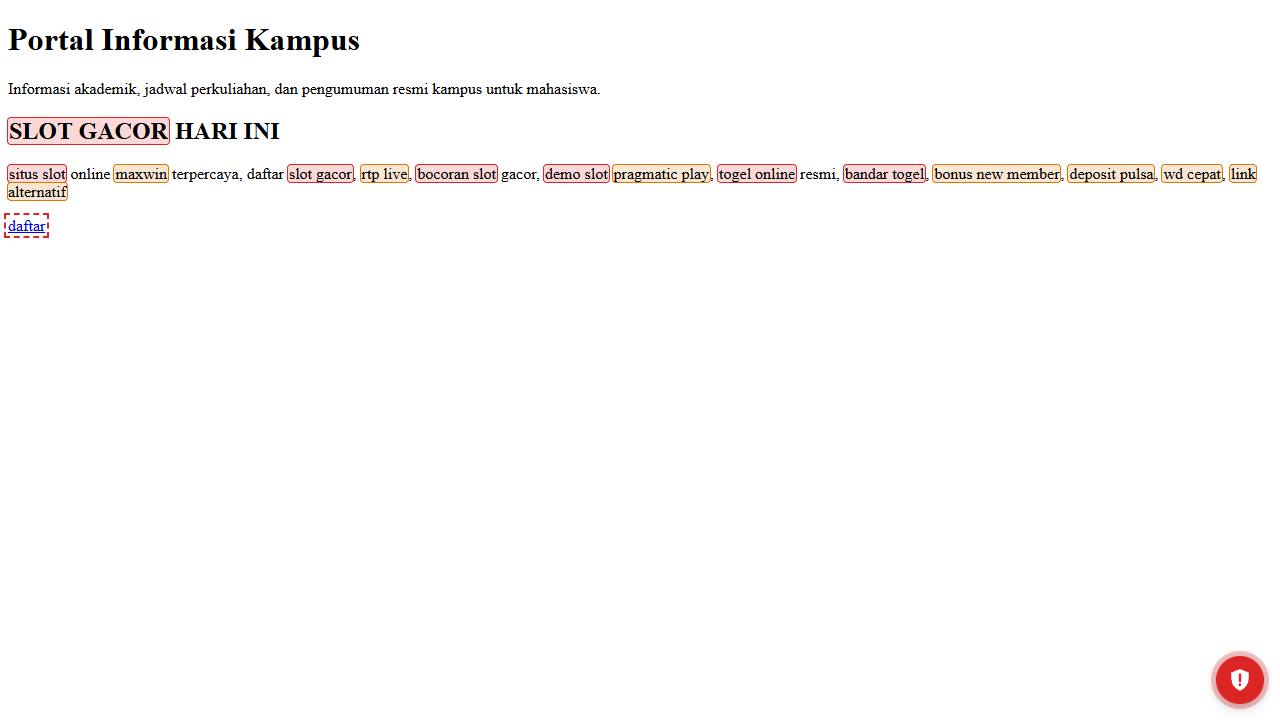 Portal Informasi Kampus
Informasi akademik, jadwal perkuliahan, dan pengumuman resmi kampus untuk mahasiswa.
SLOT GACOR HARI INI
situs slot online maxwin terpercaya, daftar slot gacor, rtp live, bocoran slot gacor, demo slot pragmatic play, togel online resmi, bandar togel, bonus new member, deposit pulsa, wd cepat, link
alternatif
daftar